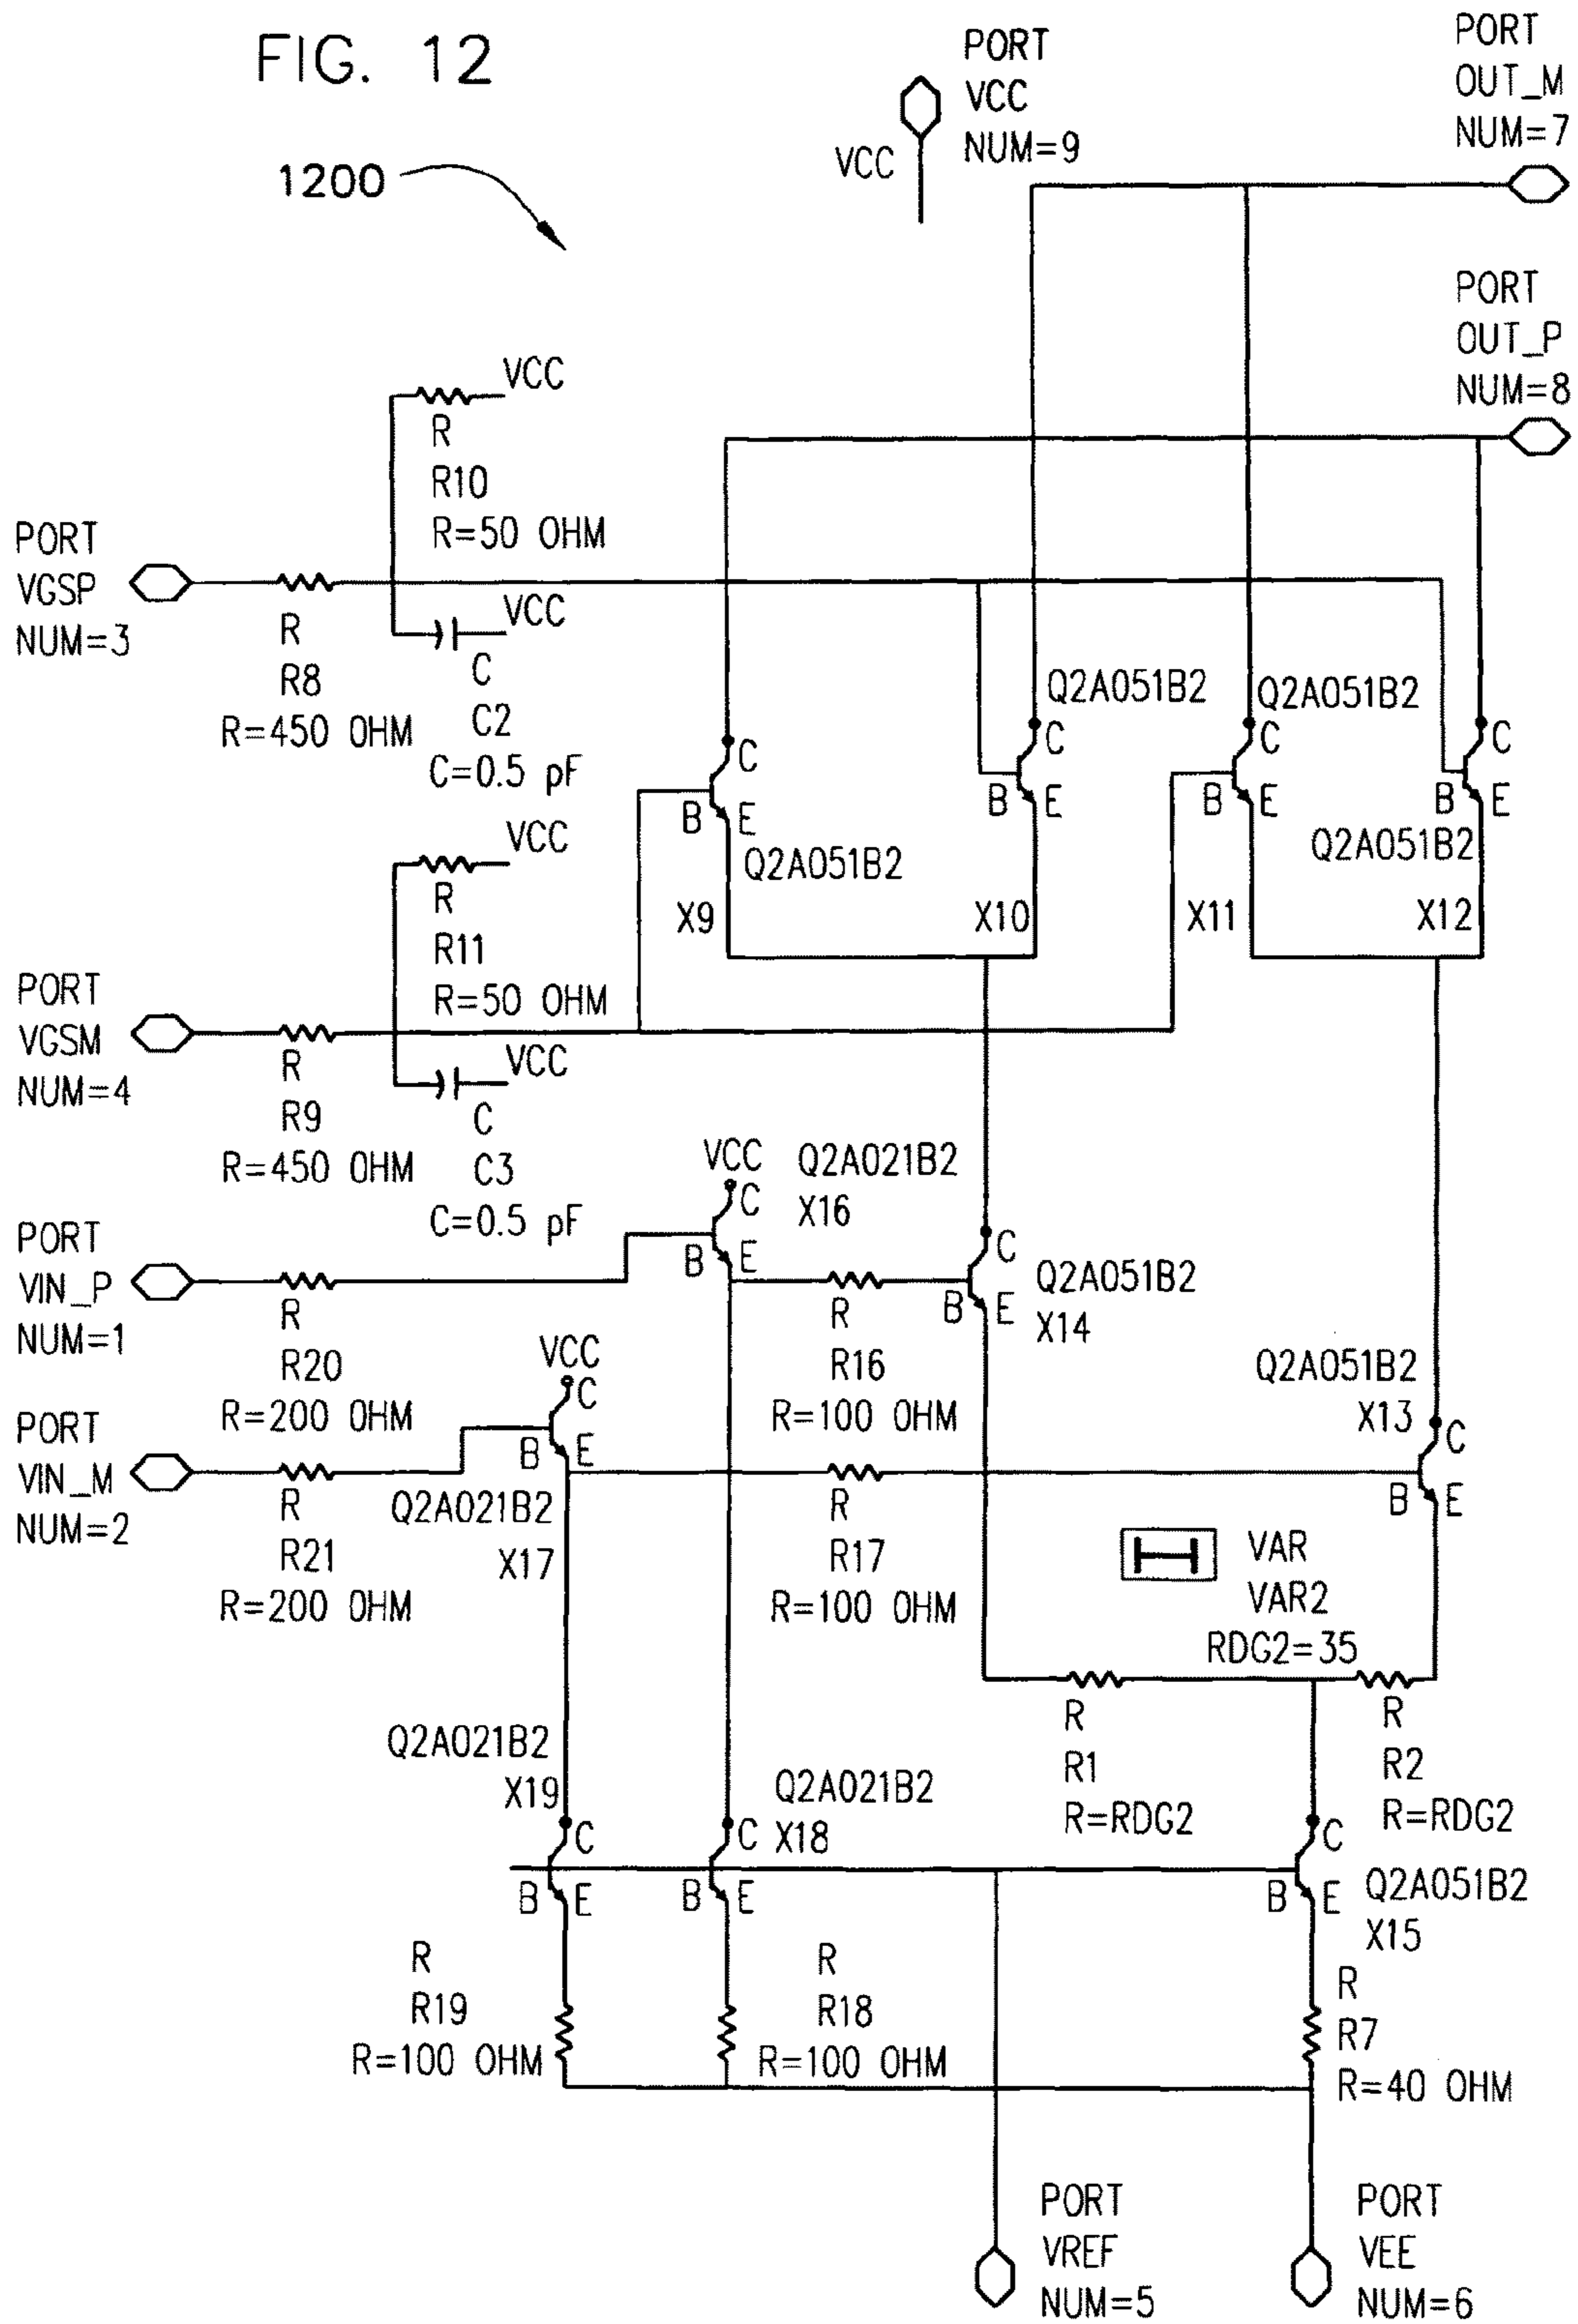 FIG. 12
1200
PORT
VCC
NUM=9
VCC
PORT
OUT_M
NUM=7
PORT
OUT_P
NUM=8
VCC
R
R10
R=50 OHM
PORT
VGSP
NUM=3
R
R8
R=450 OHM
VCC
C
C2
C=0.5 pF
Q2A051B2
Q2A051B2
C
B
E
Q2A051B2
X9
C
B
E
X10
C
B
E
X11
C
B
E
Q2A051B2
X12
VCC
R
R11
R=50 OHM
PORT
VGSM
NUM=4
R
R9
R=450 OHM
VCC
C
C3
C=0.5 pF
VCC
C
B
E
Q2A021B2
X16
PORT
VIN_P
NUM=1
R
R20
R=200 OHM
R
R16
R=100 OHM
C
B
E
Q2A051B2
X14
VCC
C
B
E
Q2A021B2
X17
PORT
VIN_M
NUM=2
R
R21
R=200 OHM
R
R17
R=100 OHM
Q2A051B2
X13
C
B
E
VAR
VAR2
RDG2=35
R
R1
R=RDG2
R
R2
R=RDG2
Q2A021B2
X19
C
B
E
Q2A021B2
X18
C
B
E
C
B
E
Q2A051B2
X15
R
R19
R=100 OHM
R
R18
R=100 OHM
R
R7
R=40 OHM
PORT
VREF
NUM=5
PORT
VEE
NUM=6